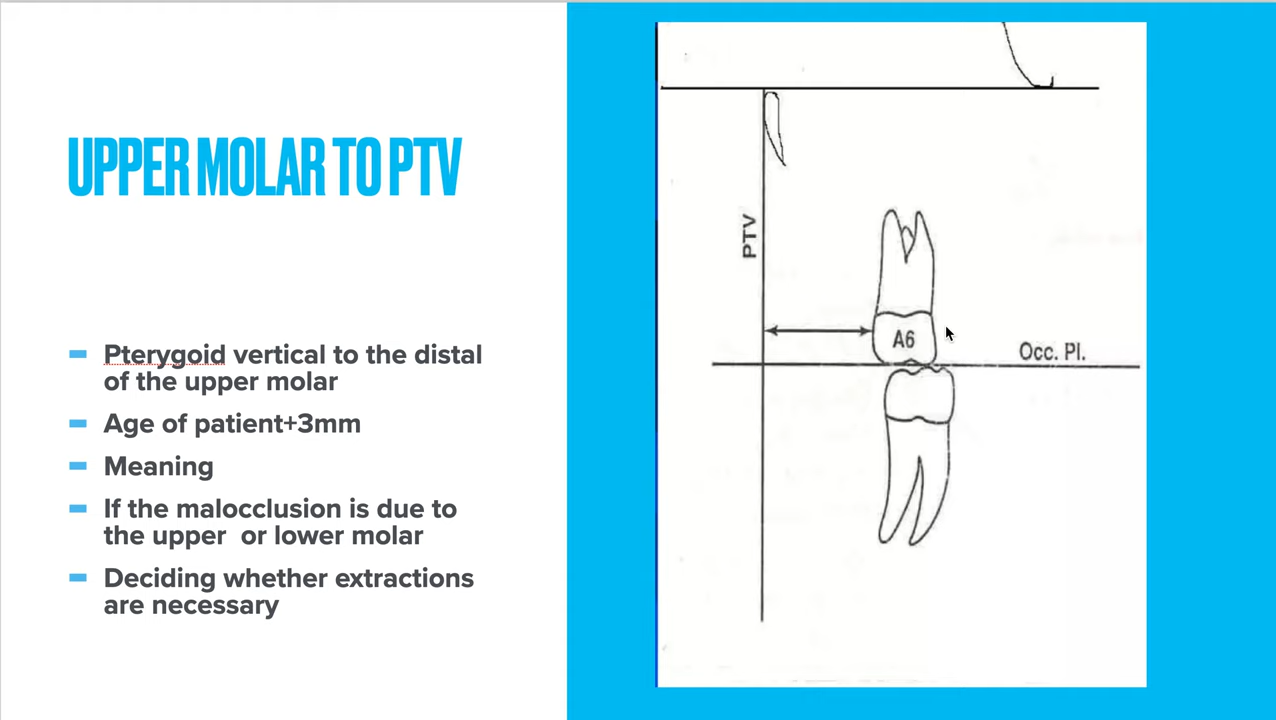 UPPER MOLAR TO PTV
Pterygoid vertical to the distal
of the upper molar
Age of patient+3mm
Meaning
If the malocclusion is due to
the upper  or lower molar
Deciding whether extractions
are necessary
PTV
A6
Occ. Pl.